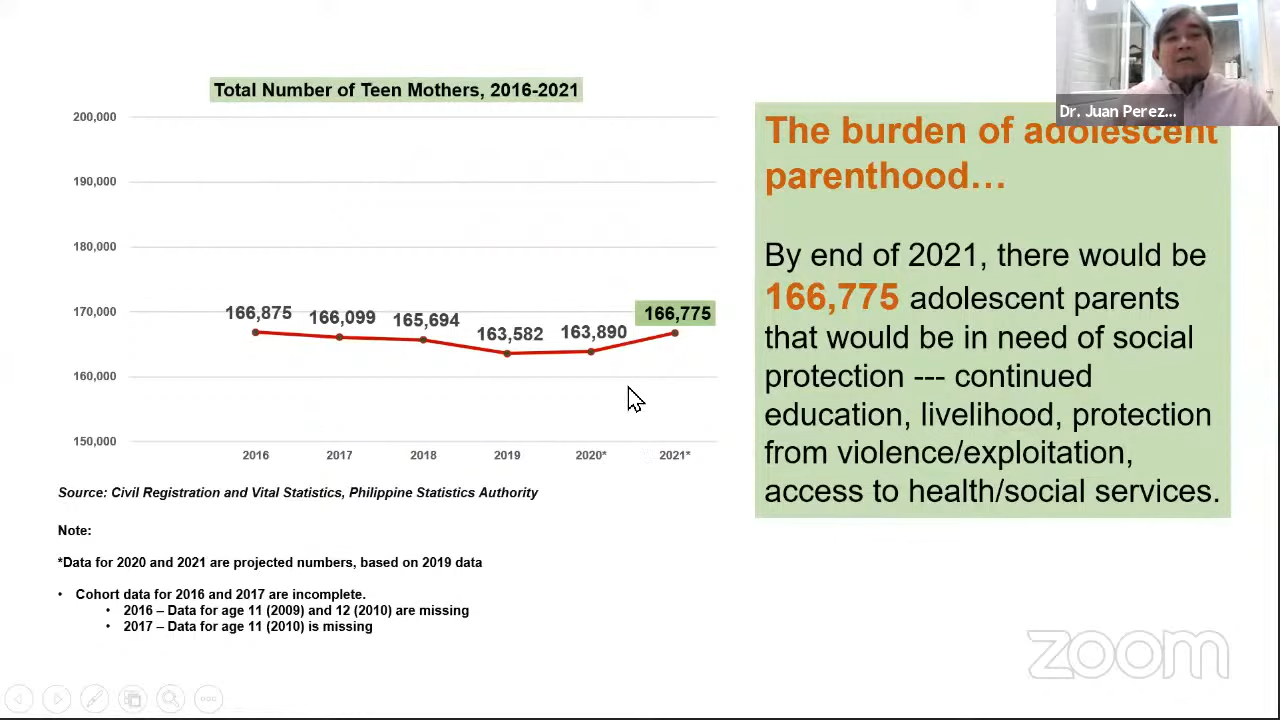 Total Number of Teen Mothers, 2016-2021
200,000
190,000
180,000
170,000
160,000
150,000
166,875
166,099
165,694
163,582
163,890
166,775
2016
2017
2018
2019
2020*
2021*
Source: Civil Registration and Vital Statistics, Philippine Statistics Authority
Note:
*Data for 2020 and 2021 are projected numbers, based on 2019 data
• Cohort data for 2016 and 2017 are incomplete.
• 2016 – Data for age 11 (2009) and 12 (2010) are missing
• 2017 – Data for age 11 (2010) is missing
Dr. Juan Perez...
The burden of adolescent
parenthood…
By end of 2021, there would be
166,775 adolescent parents
that would be in need of social
protection --- continued
education, livelihood, protection
from violence/exploitation,
access to health/social services.
zoom